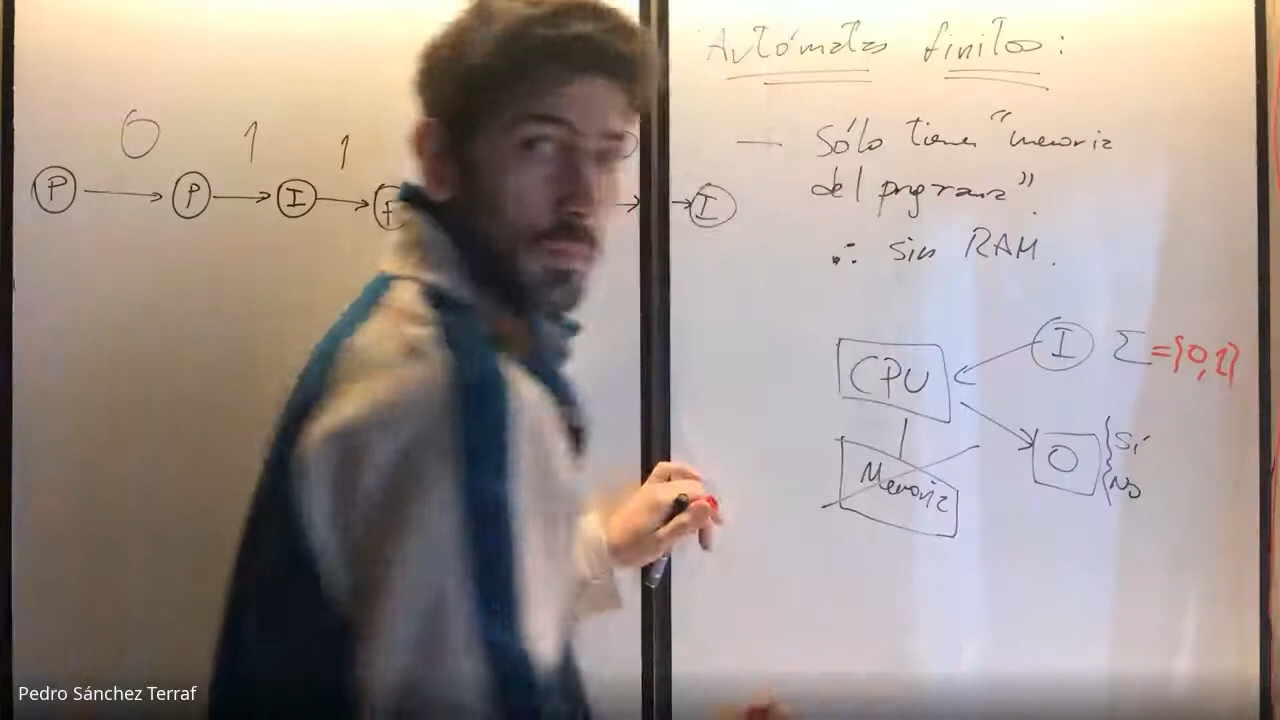 0 1 1
P P I P I
Autómatas finitos:
— Sólo tienen "memoria
del programa".
∴ sin RAM.
I Σ={0,1}
CPU
O { Sí
{ No
Memoria
Pedro Sánchez Terraf